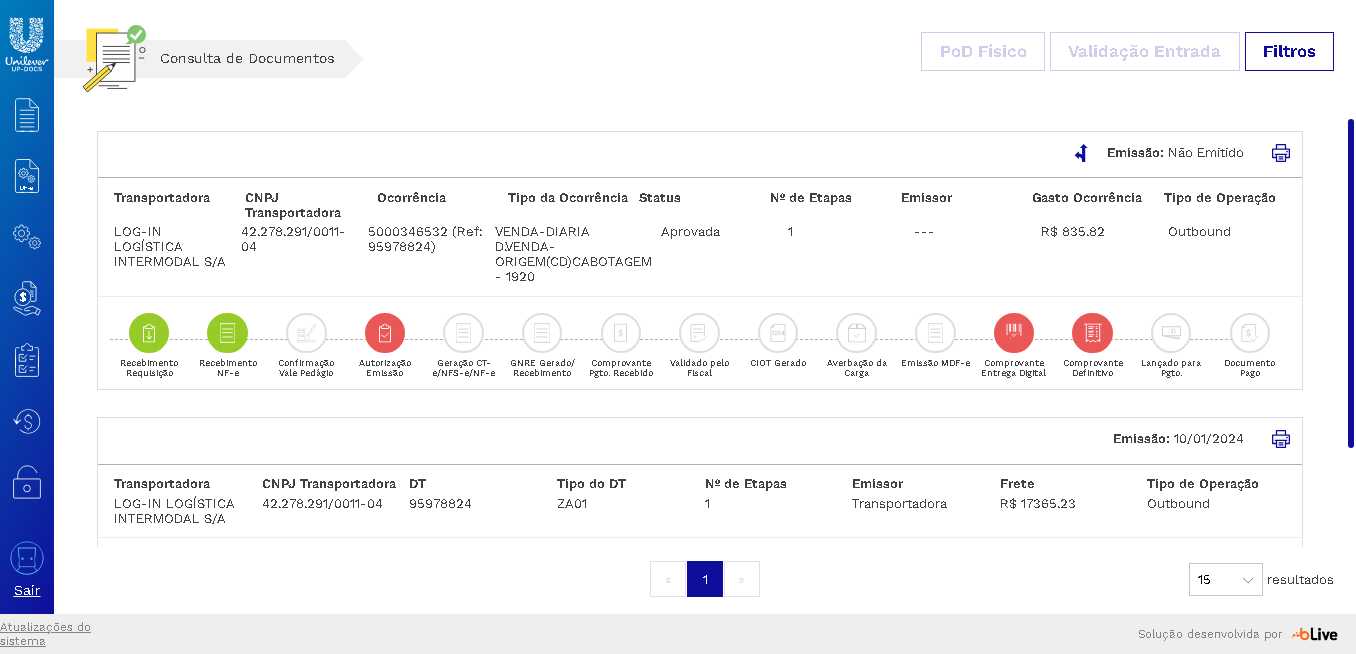 Unilever
UP-DOCS
Consulta de Documentos
PoD Físico
Validação Entrada
Filtros
Emissão: Não Emitido
Transportadora
CNPJ
Transportadora
Ocorrência
Tipo da Ocorrência
Status
Nº de Etapas
Emissor
Gasto Ocorrência
Tipo de Operação
LOG-IN
LOGÍSTICA
INTERMODAL S/A
42.278.291/0011-
04
5000346532 (Ref:
95978824)
VENDA-DIARIA
D.VENDA-
ORIGEM(CD)CABOTAGEM
- 1920
Aprovada
1
---
R$ 835.82
Outbound
Recebimento
Requisição
Recebimento
NF-e
Confirmação
Vale Pedágio
Autorização
Emissão
Geração CT-
e/NFS-e/NF-e
GNRE Gerado/
Recebimento
Comprovante
Pgto. Recebido
Validado pelo
Fiscal
CIOT Gerado
Averbação da
Carga
Emissão MDF-e
Comprovante
Entrega Digital
Comprovante
Definitivo
Lançado para
Pgto.
Documento
Pago
Emissão: 10/01/2024
Transportadora
CNPJ Transportadora
DT
Tipo do DT
Nº de Etapas
Emissor
Frete
Tipo de Operação
LOG-IN LOGÍSTICA
INTERMODAL S/A
42.278.291/0011-04
95978824
ZA01
1
Transportadora
R$ 17365.23
Outbound
«
1
»
15
resultados
Sair
Atualizações do
sistema
Solução desenvolvida por
bLive